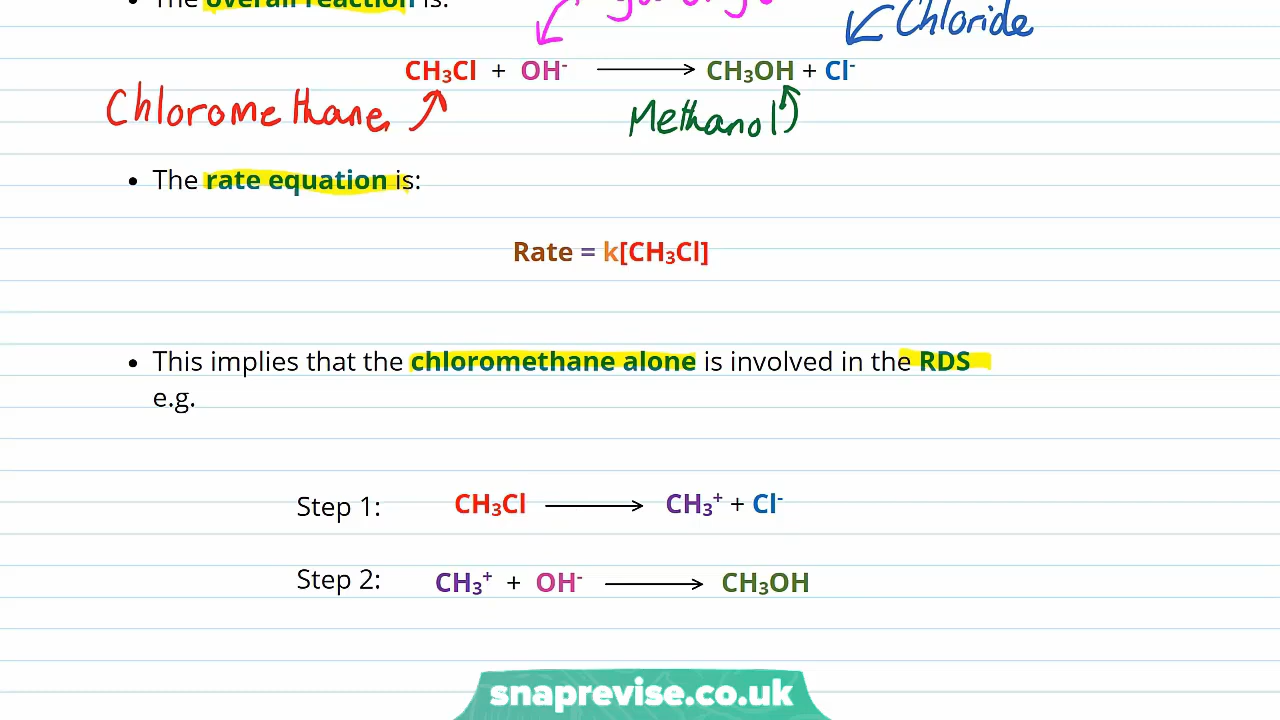 • The overall reaction is:
Chloride
CH₃Cl + OH⁻ ⟶ CH₃OH + Cl⁻
Chloromethane
Methanol
• The rate equation is:
Rate = k[CH₃Cl]
• This implies that the chloromethane alone is involved in the RDS
e.g.
Step 1: CH₃Cl ⟶ CH₃⁺ + Cl⁻
Step 2: CH₃⁺ + OH⁻ ⟶ CH₃OH
snaprevise.co.uk